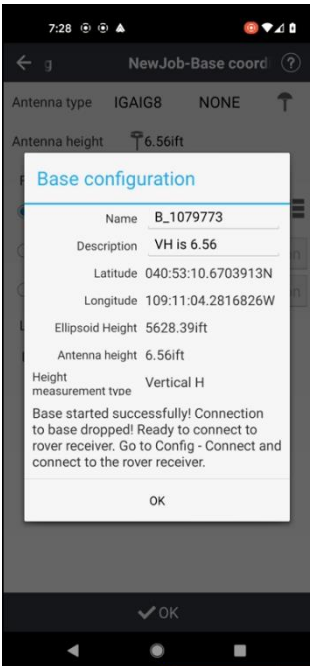 7:28
g NewJob-Base coord
Antenna type IGAIG8 NONE
Antenna height 6.56ift
Base configuration
Name B_1079773
Description VH is 6.56
Latitude 040:53:10.6703913N
Longitude 109:11:04.2816826W
Ellipsoid Height 5628.39ift
Antenna height 6.56ift
Height
measurement type Vertical H
Base started successfully! Connection
to base dropped! Ready to connect to
rover receiver. Go to Config - Connect and
connect to the rover receiver.
OK
OK